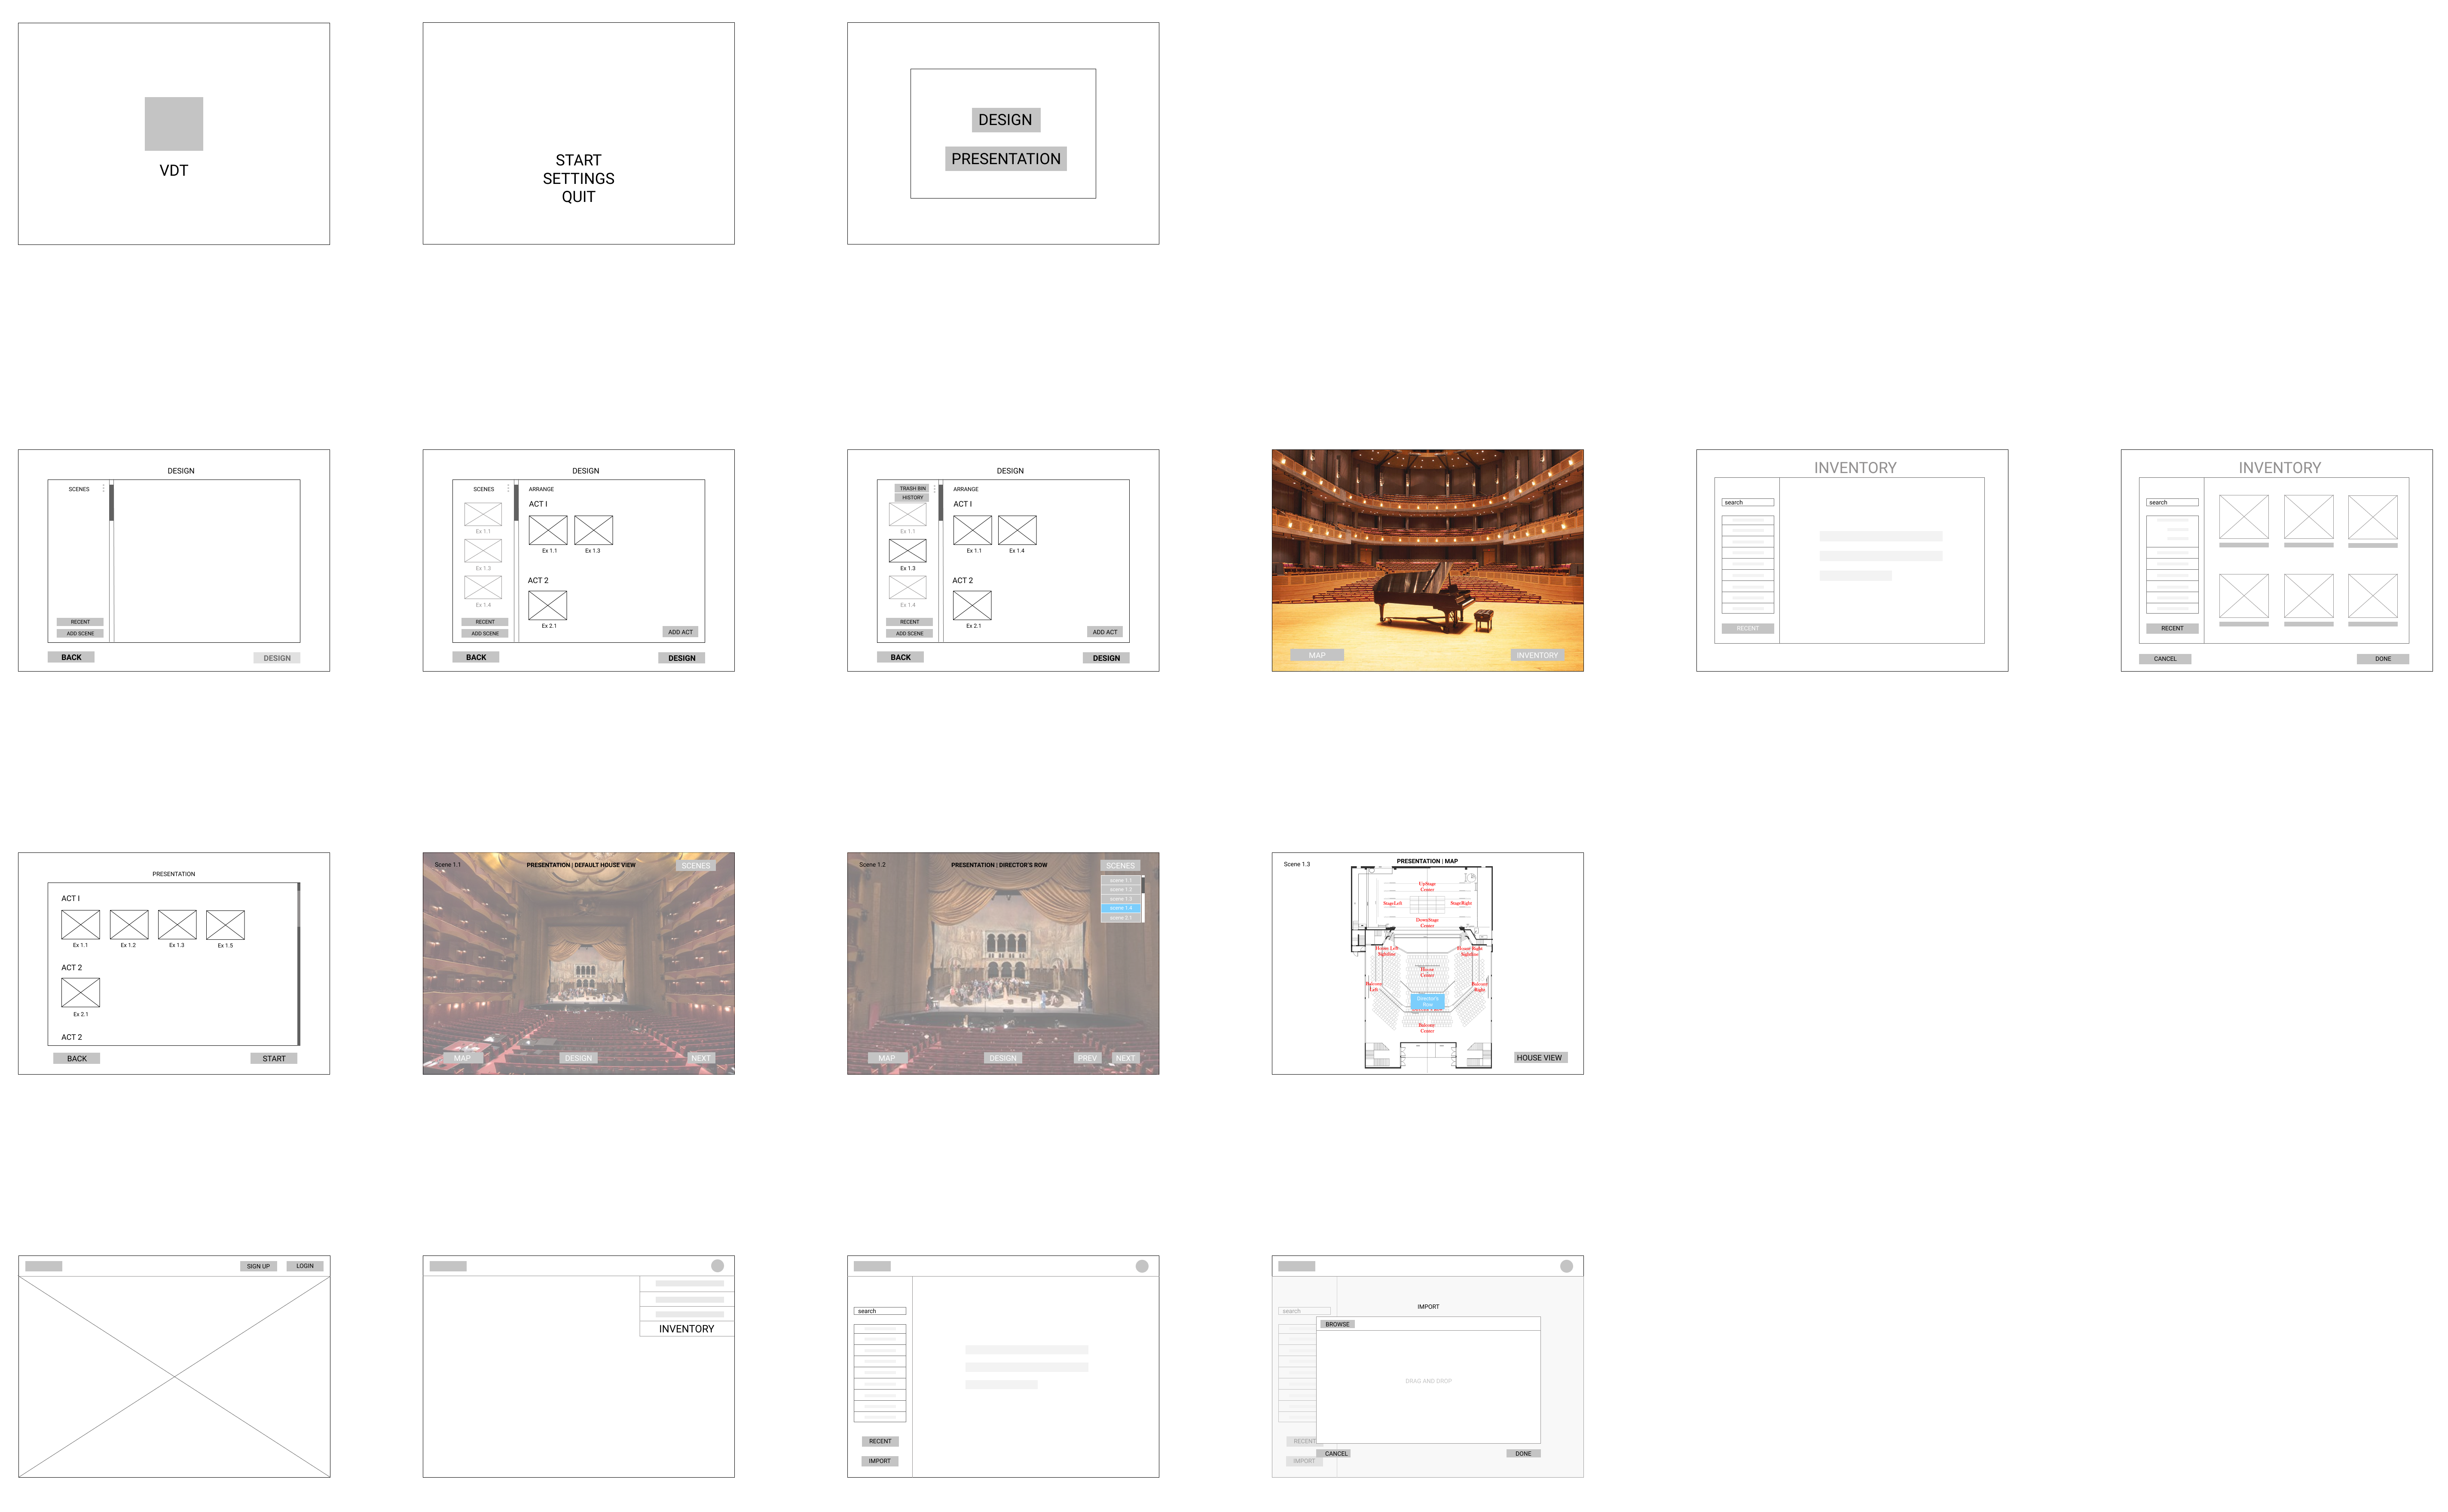 VDT
START
SETTINGS
QUIT
DESIGN
PRESENTATION
DESIGN
SCENES
RECENT
ADD SCENE
BACK
DESIGN
DESIGN
SCENES
ARRANGE
ACT I
Ex 1.1
Ex 1.1
Ex 1.3
Ex 1.3
ACT 2
Ex 1.4
RECENT
Ex 2.1
ADD SCENE
ADD ACT
BACK
DESIGN
DESIGN
TRASH BIN
ARRANGE
HISTORY
ACT I
Ex 1.1
Ex 1.1
Ex 1.4
Ex 1.3
ACT 2
Ex 1.4
RECENT
Ex 2.1
ADD SCENE
ADD ACT
BACK
DESIGN
MAP
INVENTORY
INVENTORY
search
RECENT
INVENTORY
search
RECENT
CANCEL
DONE
PRESENTATION
ACT I
Ex 1.1
Ex 1.2
Ex 1.3
Ex 1.5
ACT 2
Ex 2.1
ACT 2
BACK
START
Scene 1.1
PRESENTATION | DEFAULT HOUSE VIEW
SCENES
MAP
DESIGN
NEXT
Scene 1.2
PRESENTATION | DIRECTOR'S ROW
SCENES
scene 1.1
scene 1.2
scene 1.3
scene 1.4
scene 2.1
MAP
DESIGN
PREV
NEXT
Scene 1.3
PRESENTATION | MAP
UpStage
Center
StageLeft
StageRight
DownStage
Center
House Left
Sightline
House Right
Sightline
House
Center
Balcony
Left
Balcony
Right
Director's
Row
Balcony
Center
HOUSE VIEW
SIGN UP
LOGIN
INVENTORY
search
RECENT
IMPORT
search
IMPORT
BROWSE
DRAG AND DROP
RECENT
CANCEL
DONE
IMPORT